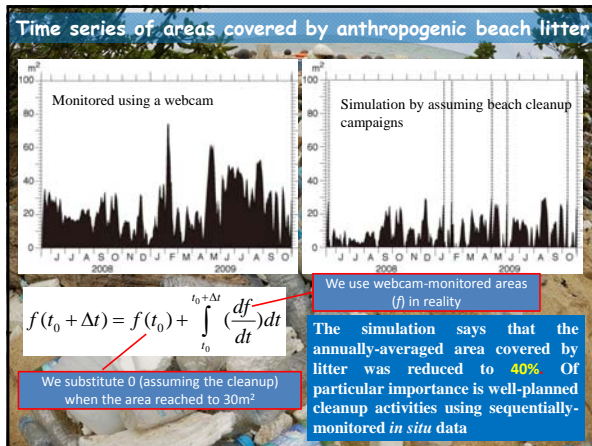 Time series of areas covered by anthropogenic beach litter
m²
100
80
60
40
20
0
Monitored using a webcam
J J A S O N D J F M A M J J A S O
2008 2009
m²
100
80
60
40
20
0
Simulation by assuming beach cleanup
campaigns
J J A S O N D J F M A M J J A S O
2008 2009
We use webcam-monitored areas
(f) in reality
f(t₀ + Δt) = f(t₀) + ∫ₜ₀ᵗ⁰⁺Δᵗ (df/dt)dt
We substitute 0 (assuming the cleanup)
when the area reached to 30m²
The simulation says that the
annually-averaged area covered by
litter was reduced to 40%. Of
particular importance is well-planned
cleanup activities using sequentially-
monitored in situ data